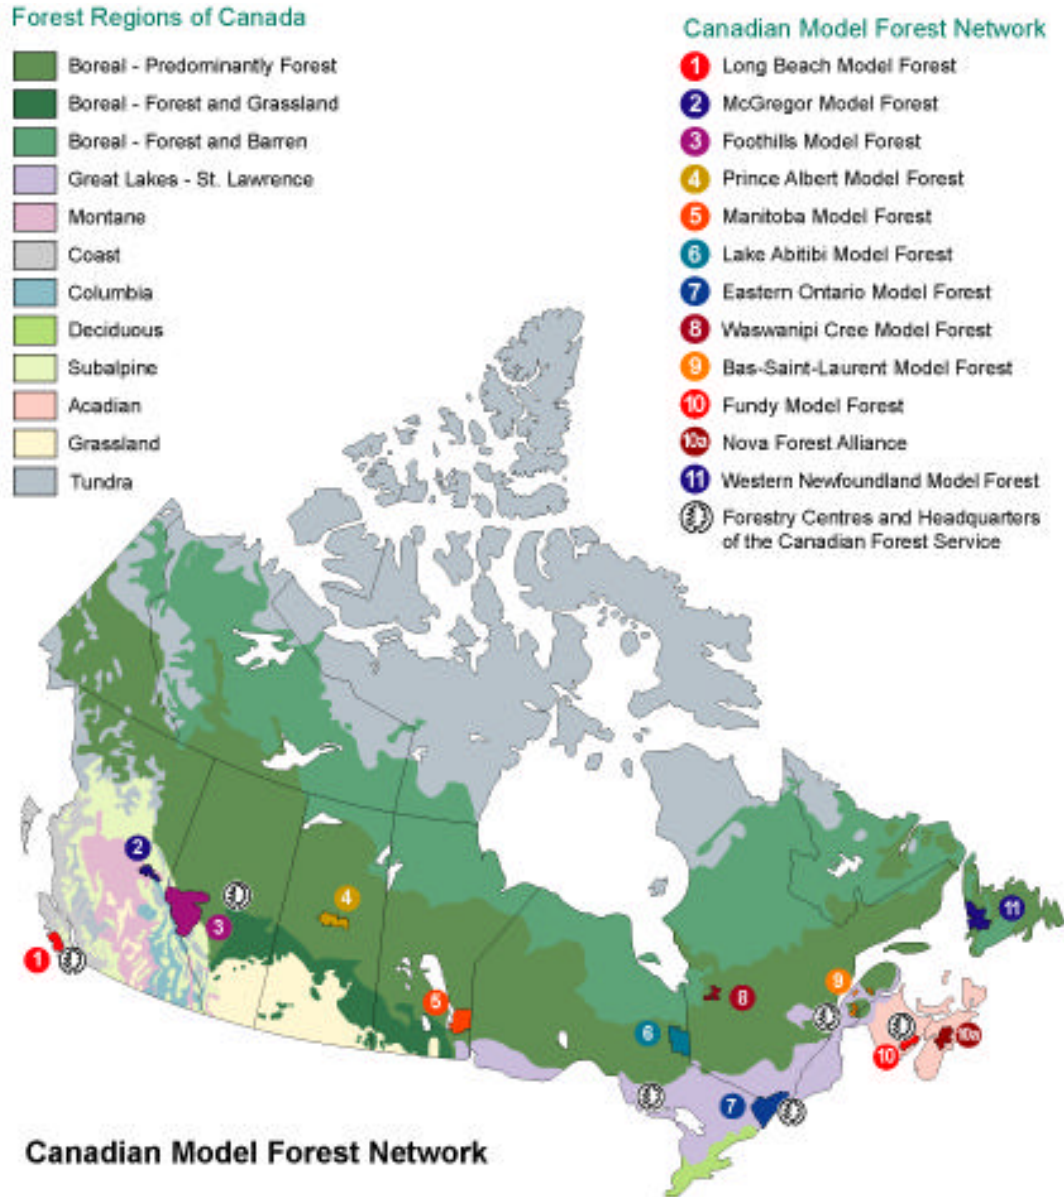 Forest Regions of Canada
Boreal - Predominantly Forest
Boreal - Forest and Grassland
Boreal - Forest and Barren
Great Lakes - St. Lawrence
Montane
Coast
Columbia
Deciduous
Subalpine
Acadian
Grassland
Tundra
Canadian Model Forest Network
1 Long Beach Model Forest
2 McGregor Model Forest
3 Foothills Model Forest
4 Prince Albert Model Forest
5 Manitoba Model Forest
6 Lake Abitibi Model Forest
7 Eastern Ontario Model Forest
8 Waswanipi Cree Model Forest
9 Bas-Saint-Laurent Model Forest
10 Fundy Model Forest
10a Nova Forest Alliance
11 Western Newfoundland Model Forest
Forestry Centres and Headquarters
of the Canadian Forest Service
2
4
3
11
1
5
9
8
6
10
10a
7
Canadian Model Forest Network